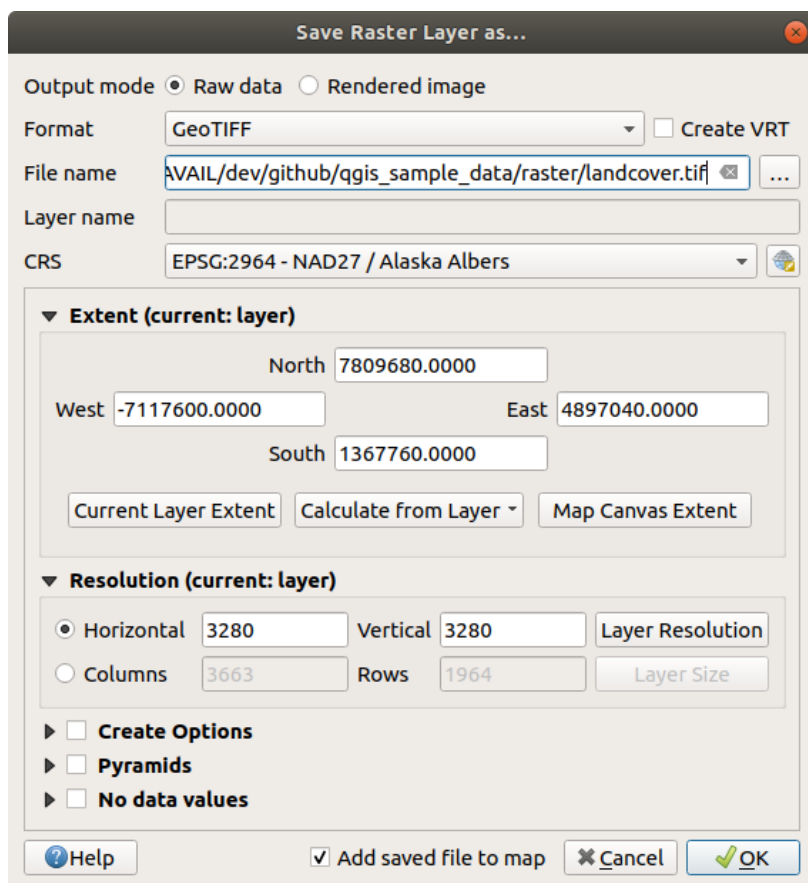 Save Raster Layer as...
Output mode Raw data Rendered image
Format GeoTIFF Create VRT
File name AVAIL/dev/github/qgis_sample_data/raster/landcover.tif ...
Layer name
CRS EPSG:2964 - NAD27 / Alaska Albers
Extent (current: layer)
North 7809680.0000
West -7117600.0000 East 4897040.0000
South 1367760.0000
Current Layer Extent Calculate from Layer Map Canvas Extent
Resolution (current: layer)
Horizontal 3280 Vertical 3280 Layer Resolution
Columns 3663 Rows 1964 Layer Size
Create Options
Pyramids
No data values
Help Add saved file to map Cancel OK